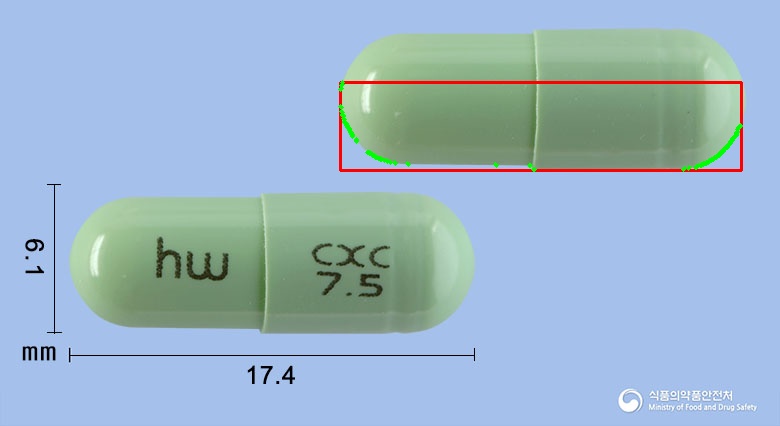 hw
CXC
7.5
6.1
mm
17.4
식품의약품안전처
Ministry of Food and Drug Safety